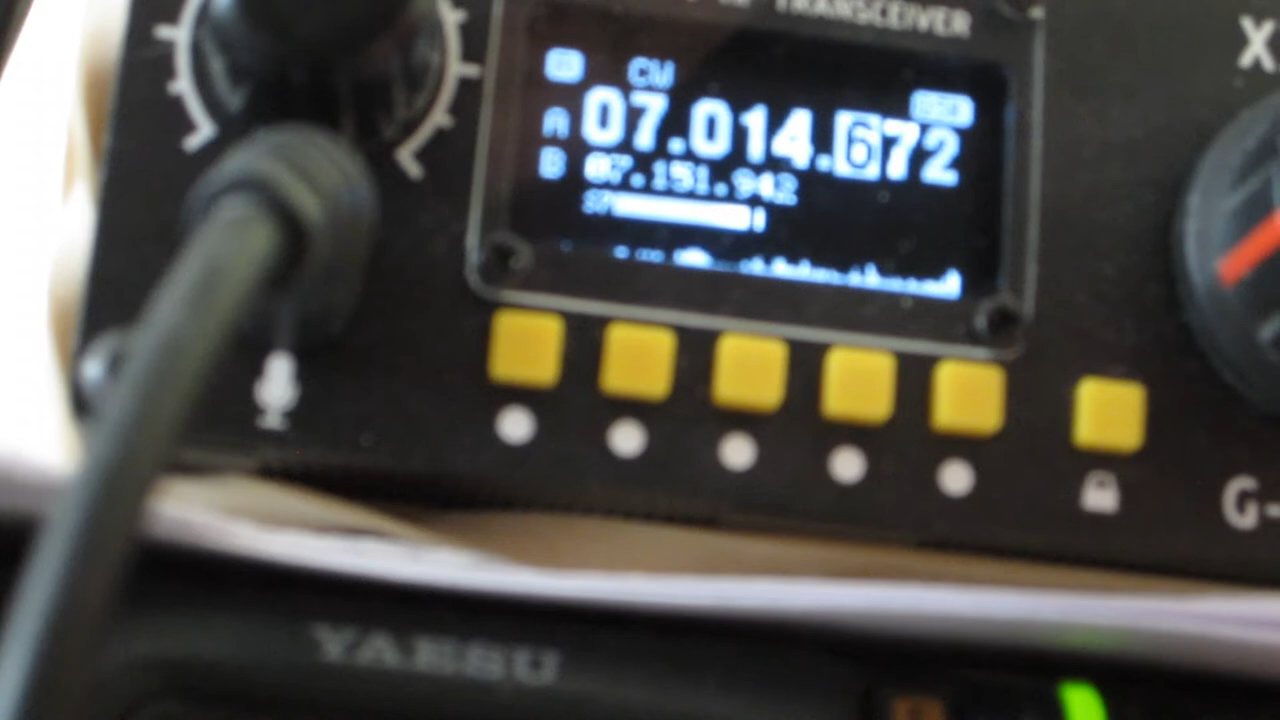 TRANSCEIVER
X
CW
A 07.014.672
B 07.151.942
G-
YAESU